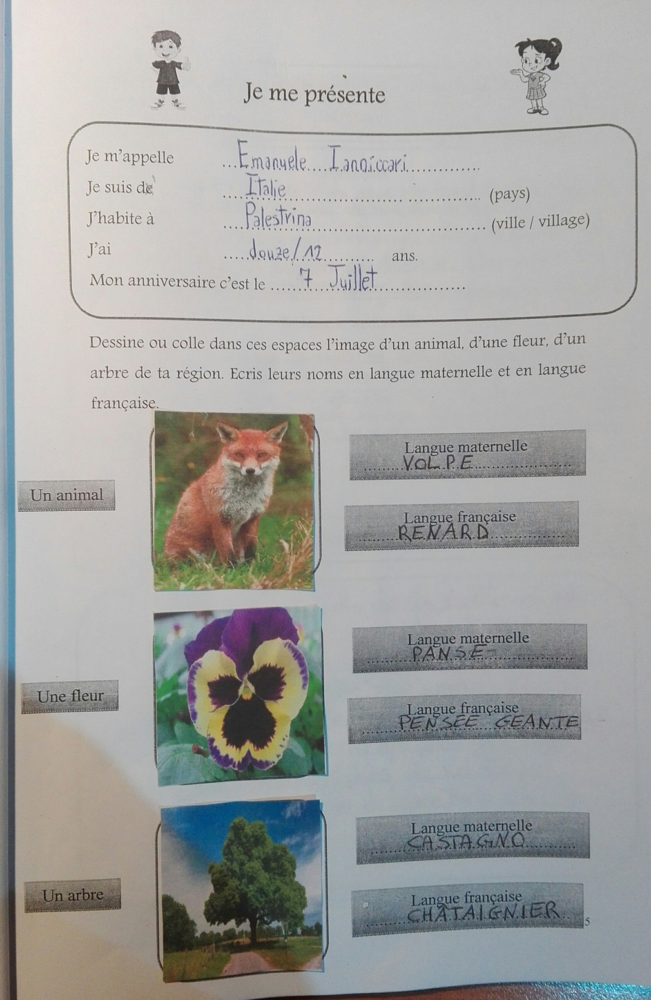 Je me présente
Je m'appelle ...Emanuele....Ianniccari...............
Je suis de ....Italie............................ (pays)
J'habite à ....Palestrina............................ (ville / village)
J'ai .....douze/12.......... ans.
Mon anniversaire c'est le ......7 Juillet..................
Dessine ou colle dans ces espaces l'image d'un animal, d'une fleur, d'un
arbre de ta région. Ecris leurs noms en langue maternelle et en langue
française.
Un animal
Langue maternelle
VOLPE
Langue française
RENARD
Une fleur
Langue maternelle
PANSE
Langue française
PENSÉE GEANTE
Un arbre
Langue maternelle
CASTAGNO
Langue française
CHÂTAIGNIER
5